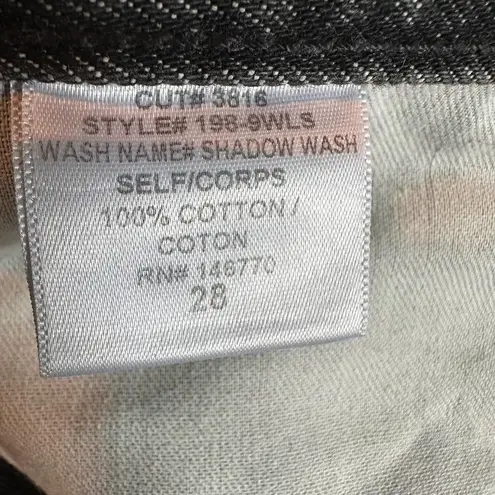 CUT# 3816
STYLE# 198-9WLS
WASH NAME# SHADOW WASH
SELF/CORPS
100% COTTON /
COTON
RN# 146770
28